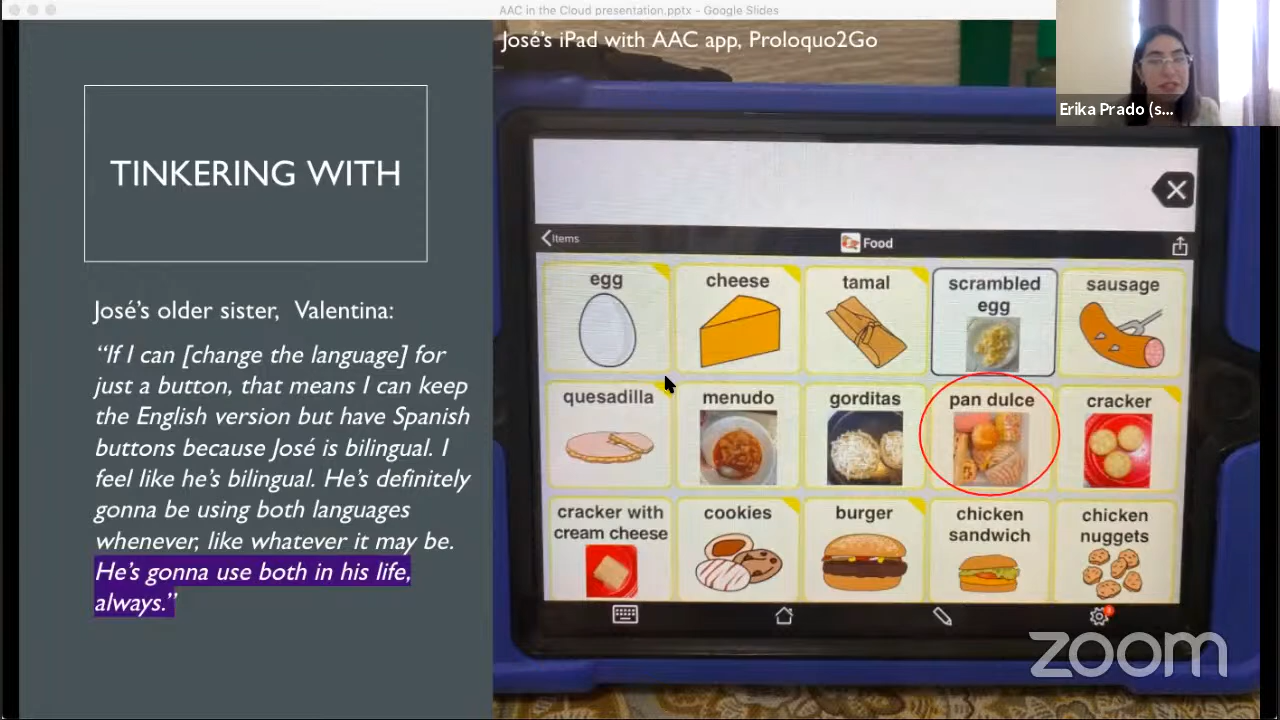 AAC in the Cloud presentation.pptx - Google Slides
José's iPad with AAC app, Proloquo2Go
Erika Prado (s...
TINKERING WITH
José's older sister, Valentina:
“If I can [change the language] for
just a button, that means I can keep
the English version but have Spanish
buttons because José is bilingual. I
feel like he's bilingual. He's definitely
gonna be using both languages
whenever, like whatever it may be.
He's gonna use both in his life,
always.”
Items
Food
egg
cheese
tamal
scrambled
egg
sausage
quesadilla
menudo
gorditas
pan dulce
cracker
cracker with
cream cheese
cookies
burger
chicken
sandwich
chicken
nuggets
zoom